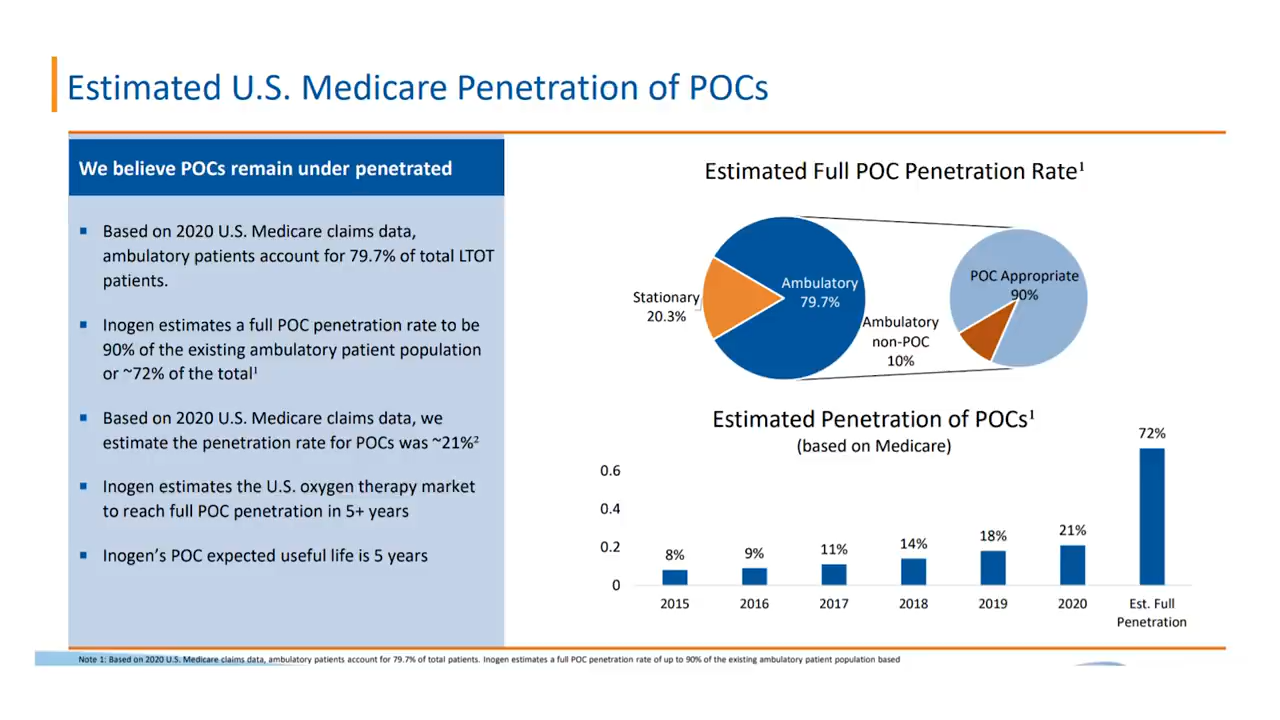 Estimated U.S. Medicare Penetration of POCs
We believe POCs remain under penetrated
▪ Based on 2020 U.S. Medicare claims data,
ambulatory patients account for 79.7% of total LTOT
patients.
▪ Inogen estimates a full POC penetration rate to be
90% of the existing ambulatory patient population
or ~72% of the total¹
▪ Based on 2020 U.S. Medicare claims data, we
estimate the penetration rate for POCs was ~21%²
▪ Inogen estimates the U.S. oxygen therapy market
to reach full POC penetration in 5+ years
▪ Inogen’s POC expected useful life is 5 years
Estimated Full POC Penetration Rate¹
Stationary
20.3%
Ambulatory
79.7%
Ambulatory
non-POC
10%
POC Appropriate
90%
Estimated Penetration of POCs¹
(based on Medicare)
0.6
0.4
0.2
0
8%
9%
11%
14%
18%
21%
72%
2015
2016
2017
2018
2019
2020
Est. Full
Penetration
Note 1: Based on 2020 U.S. Medicare claims data, ambulatory patients account for 79.7% of total patients. Inogen estimates a full POC penetration rate of up to 90% of the existing ambulatory patient population based